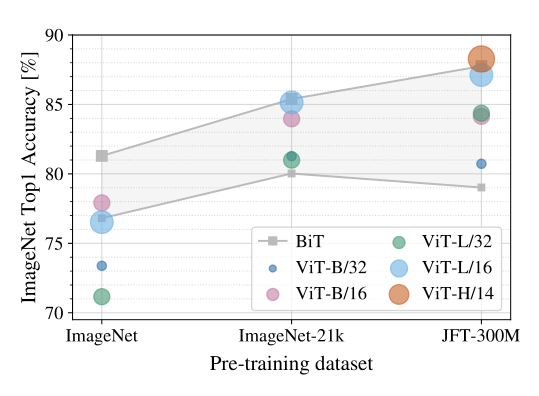 90
85
80
75
70
ImageNet Top1 Accuracy [%]
BiT
ViT-B/32
ViT-B/16
ViT-L/32
ViT-L/16
ViT-H/14
ImageNet
ImageNet-21k
JFT-300M
Pre-training dataset